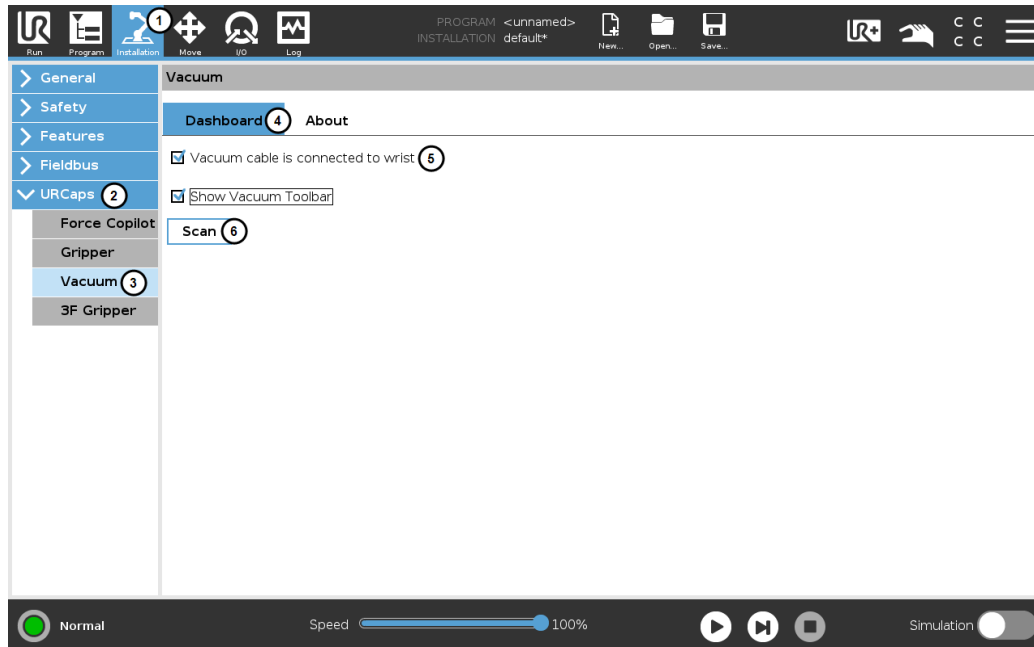 UR
Run
Program
Installation
1
Move
I/O
Log
PROGRAM <unnamed>
INSTALLATION default*
New...
Open...
Save...
UR+
C C
C C
General
Safety
Features
Fieldbus
URCaps 2
Force Copilot
Gripper
Vacuum 3
3F Gripper
Vacuum
Dashboard 4 About
Vacuum cable is connected to wrist 5
Show Vacuum Toolbar
Scan 6
Normal
Speed 100%
Simulation